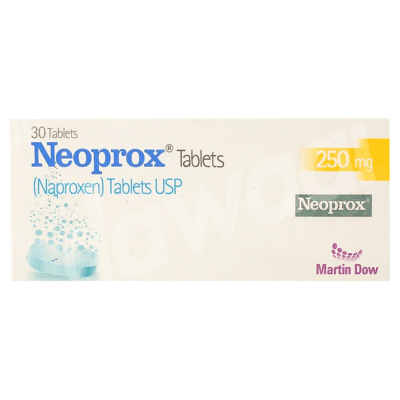 30 Tablets
Neoprox® Tablets
250 mg
(Naproxen) Tablets USP
Neoprox®
Martin Dow